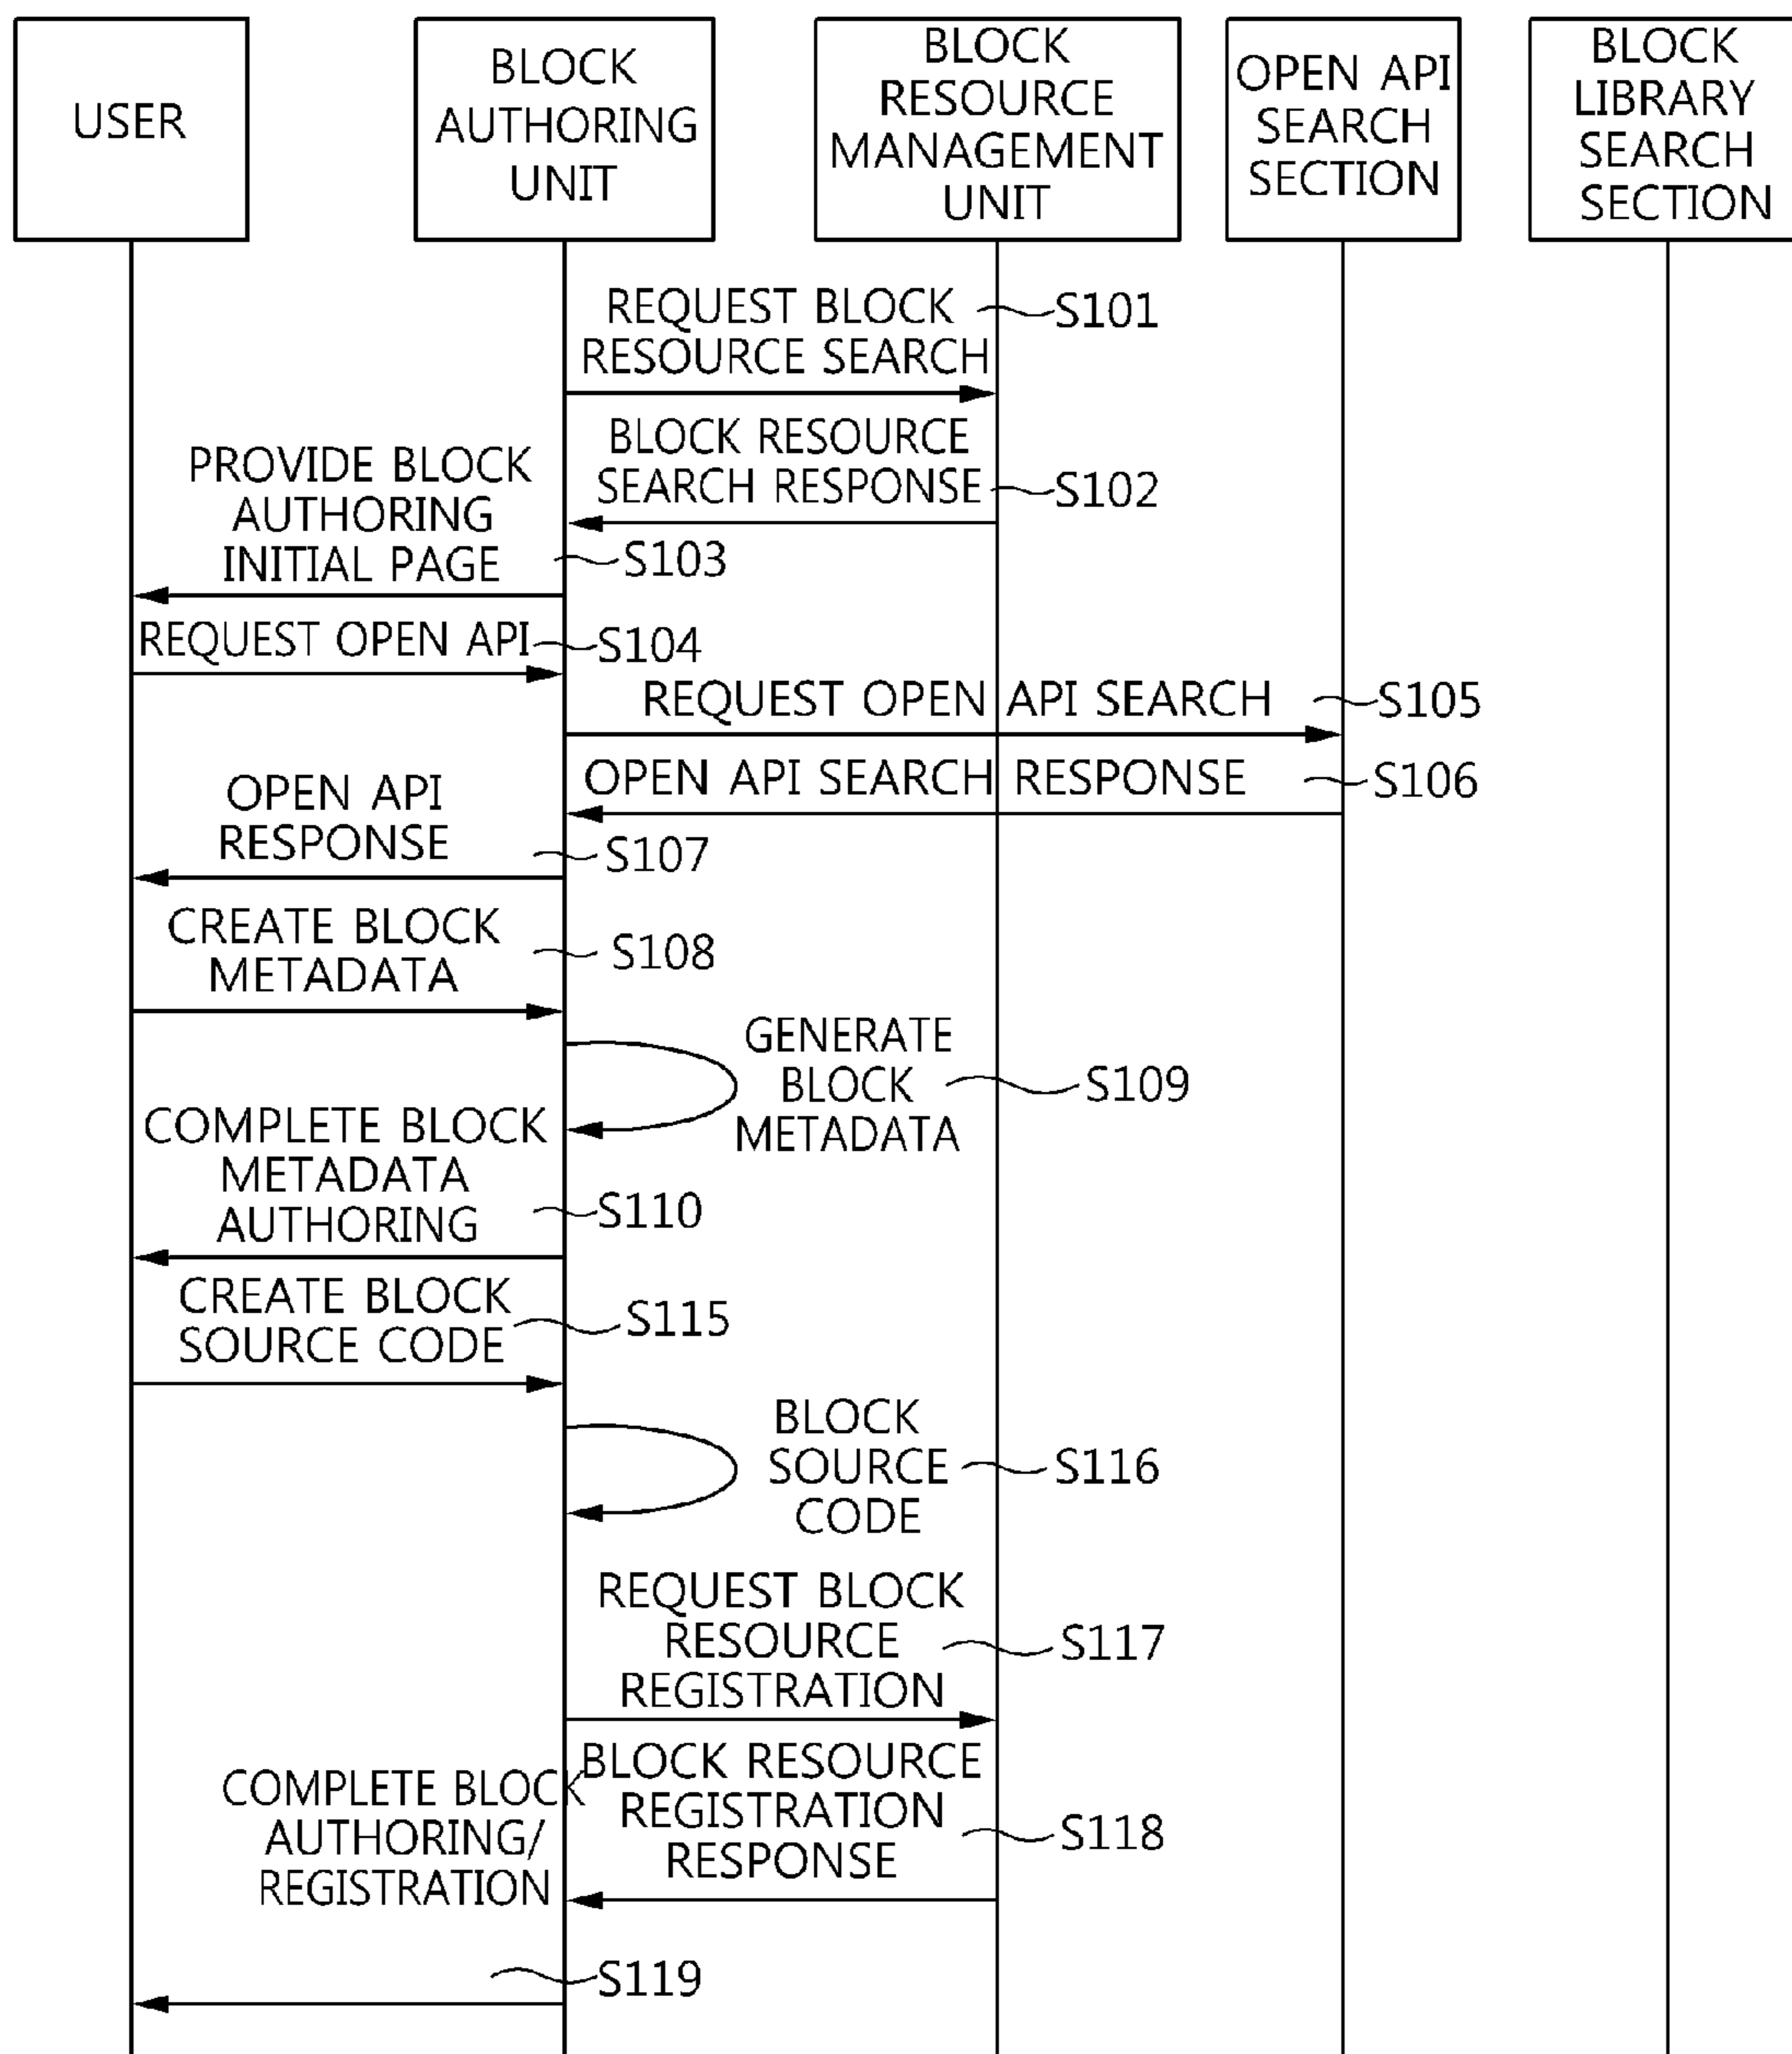 USER
BLOCK
AUTHORING
UNIT
BLOCK
RESOURCE
MANAGEMENT
UNIT
OPEN API
SEARCH
SECTION
BLOCK
LIBRARY
SEARCH
SECTION
REQUEST BLOCK
RESOURCE SEARCH
S101
BLOCK RESOURCE
SEARCH RESPONSE
S102
PROVIDE BLOCK
AUTHORING
INITIAL PAGE
S103
REQUEST OPEN API
S104
REQUEST OPEN API SEARCH
S105
OPEN API SEARCH RESPONSE
S106
OPEN API
RESPONSE
S107
CREATE BLOCK
METADATA
S108
GENERATE
BLOCK
METADATA
S109
COMPLETE BLOCK
METADATA
AUTHORING
S110
CREATE BLOCK
SOURCE CODE
S115
BLOCK
SOURCE
CODE
S116
REQUEST BLOCK
RESOURCE
REGISTRATION
S117
BLOCK RESOURCE
REGISTRATION
RESPONSE
S118
COMPLETE BLOCK
AUTHORING/
REGISTRATION
S119